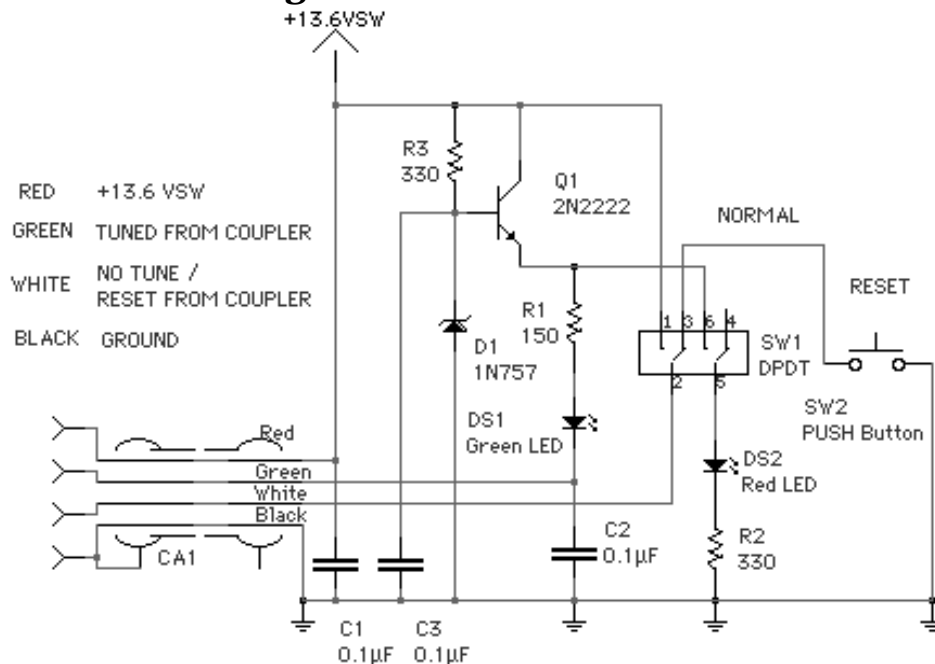 +13.6VSW
R3
330
Q1
2N2222
RED +13.6 VSW
GREEN TUNED FROM COUPLER
WHITE NO TUNE /
RESET FROM COUPLER
BLACK GROUND
NORMAL
RESET
R1
150
D1
1N757
1 3 6 4
SW1
DPDT
2 5
SW2
PUSH Button
DS1
Green LED
DS2
Red LED
Red
Green
White
Black
CA1
C2
0.1µF
R2
330
C1 C3
0.1µF 0.1µF